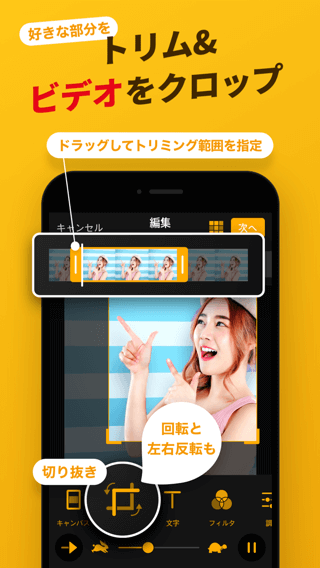 好きな部分を
トリム&
ビデオをクロップ
ドラッグしてトリミング範囲を指定
キャンセル
編集
次へ
回転と
左右反転も
切り抜き
キャンバス
文字
フィルタ
調